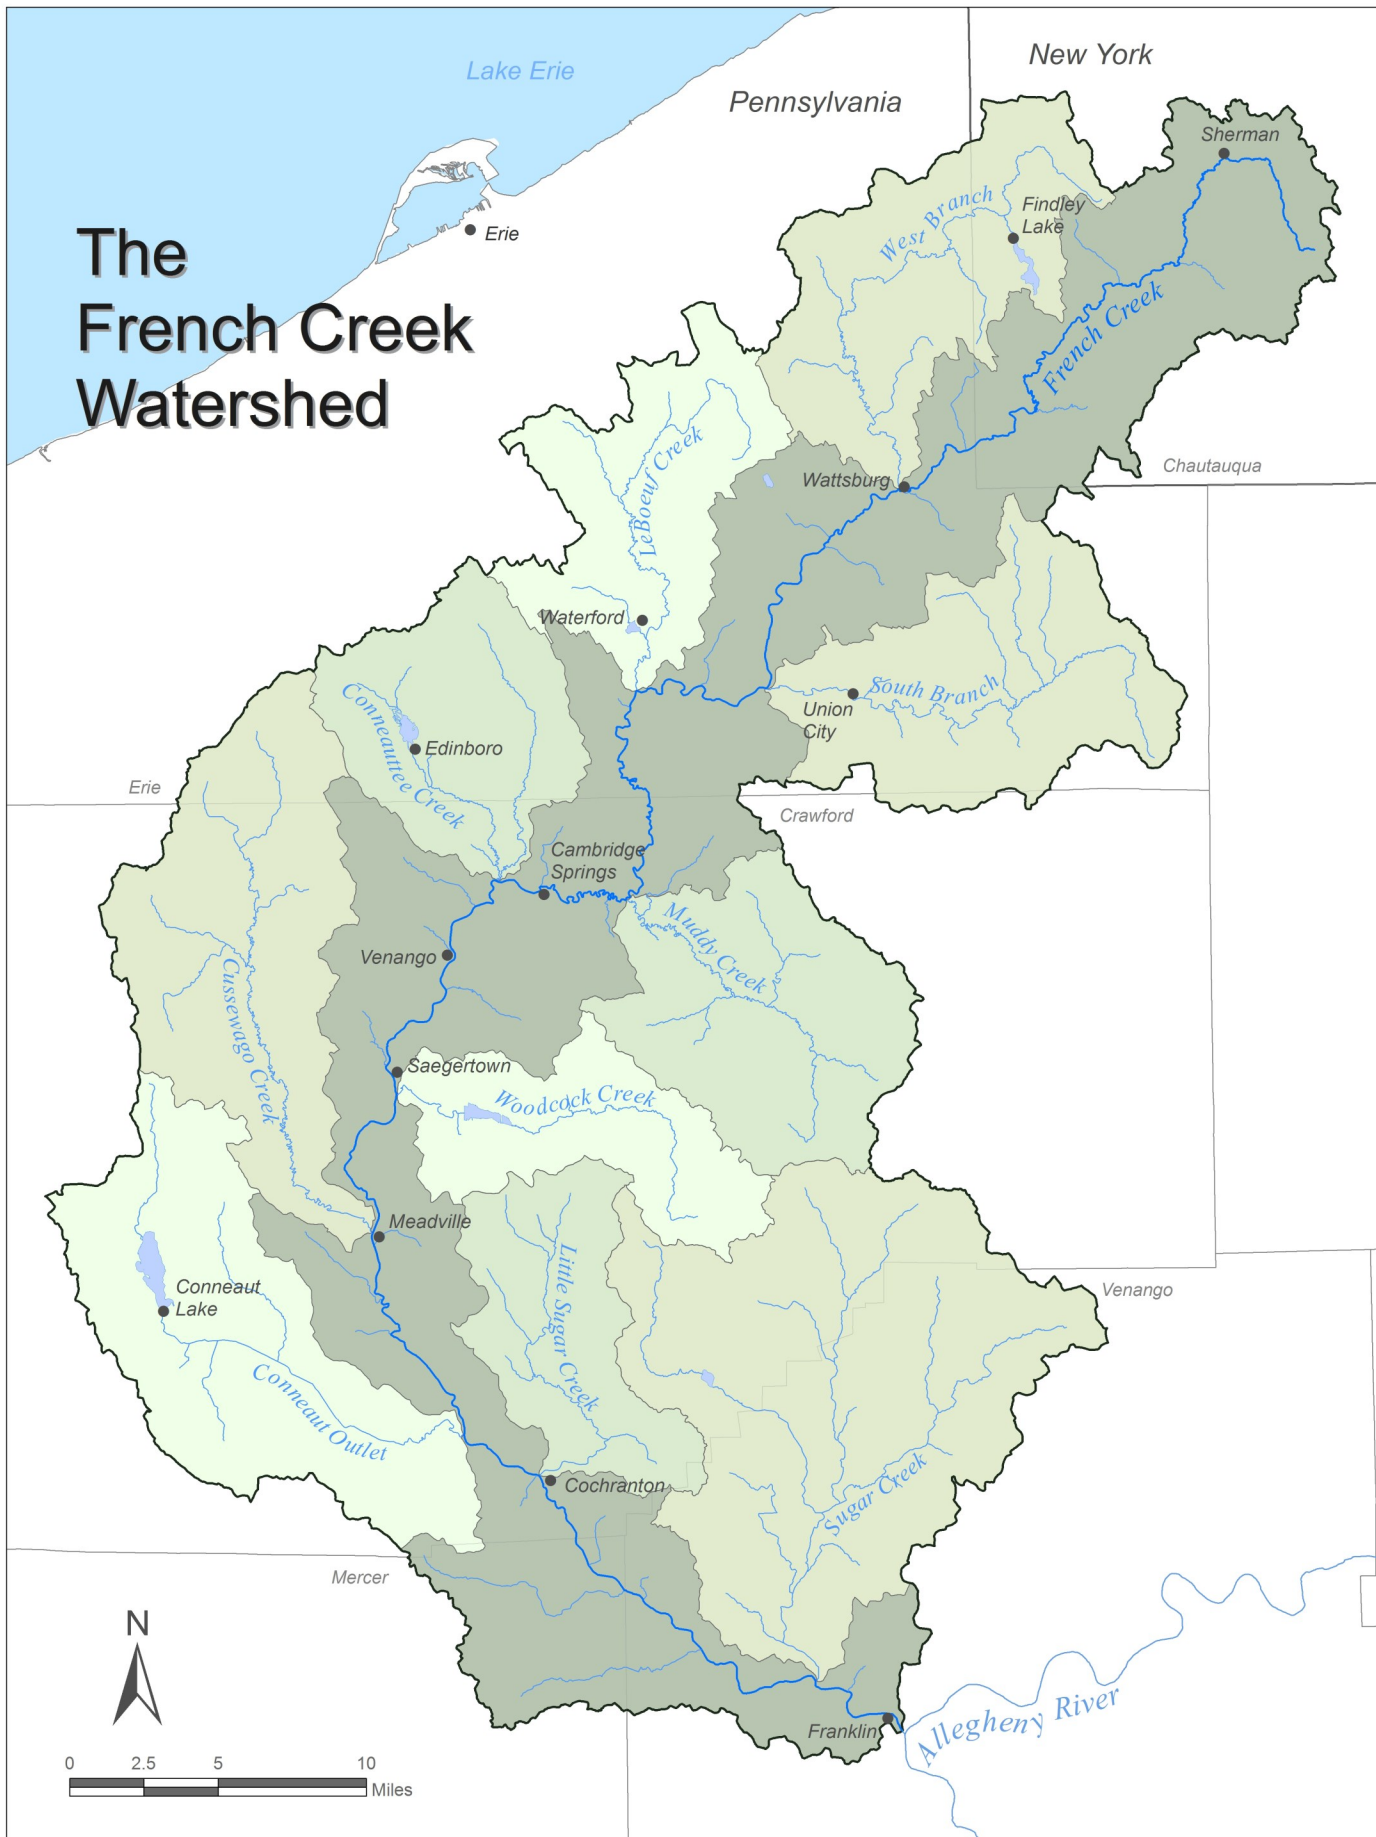 Lake Erie
New York
Pennsylvania
Sherman
West Branch
Findley
Lake
Erie
The
French Creek
Watershed
French Creek
LeBoeuf Creek
Chautauqua
Wattsburg
Waterford
South Branch
Union
City
Conneauttee Creek
Edinboro
Erie
Crawford
Cambridge
Springs
Muddy Creek
Venango
Cussewago Creek
Saegertown
Woodcock Creek
Meadville
Little Sugar Creek
Conneaut
Lake
Venango
Conneaut Outlet
Cochranton
Sugar Creek
Mercer
N
Allegheny River
Franklin
0 2.5 5 10
Miles